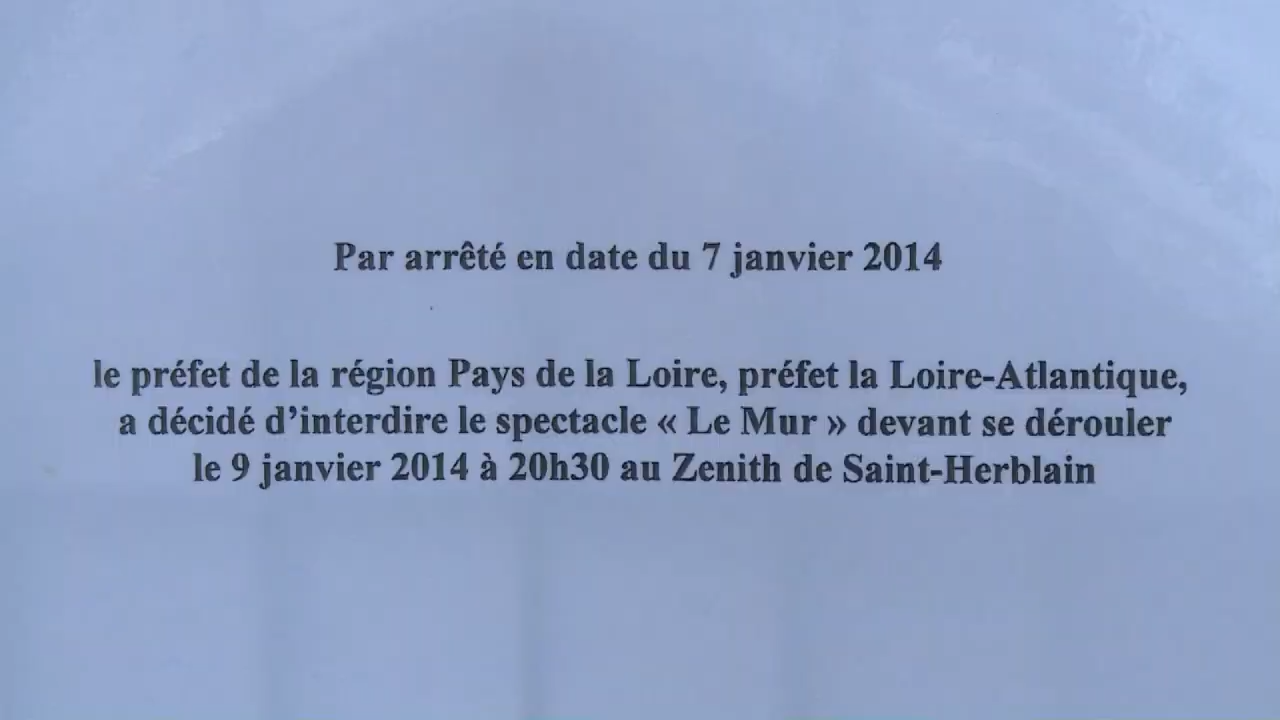 Par arrêté en date du 7 janvier 2014
le préfet de la région Pays de la Loire, préfet la Loire-Atlantique,
a décidé d’interdire le spectacle « Le Mur » devant se dérouler
le 9 janvier 2014 à 20h30 au Zenith de Saint-Herblain